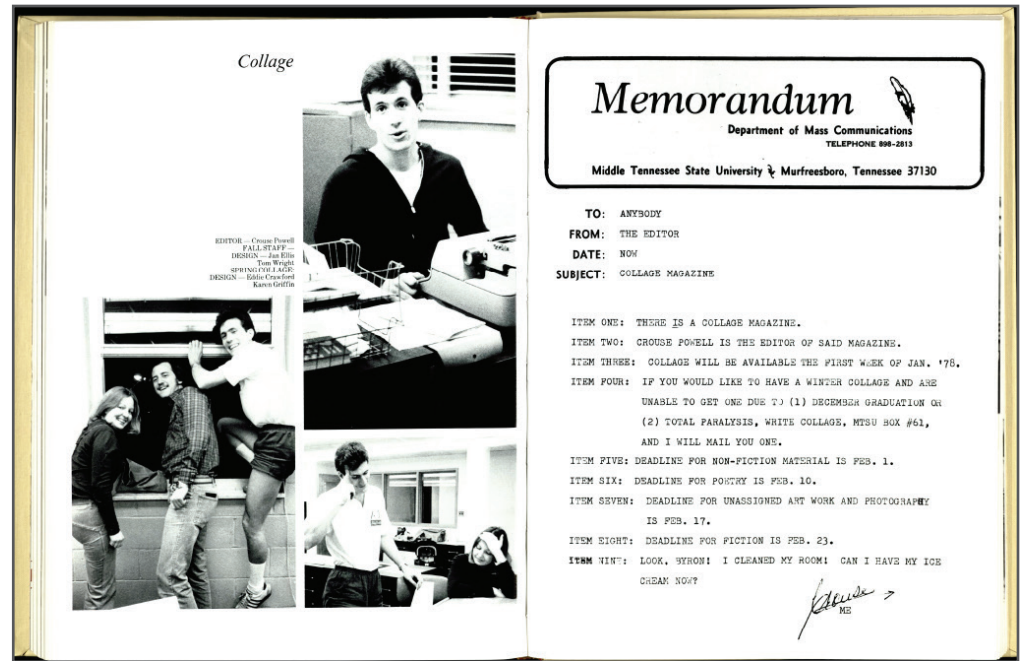 Collage
EDITOR — Crouse Powell
FALL STAFF —
DESIGN — Jan Ellis
Tom Wright
SPRING COLLAGE:
DESIGN — Eddie Crawford
Karen Griffin
Memorandum
Department of Mass Communications
TELEPHONE 898-2813
Middle Tennessee State University Murfreesboro, Tennessee 37130
TO: ANYBODY
FROM: THE EDITOR
DATE: NOW
SUBJECT: COLLAGE MAGAZINE
ITEM ONE: THERE IS A COLLAGE MAGAZINE.
ITEM TWO: CROUSE POWELL IS THE EDITOR OF SAID MAGAZINE.
ITEM THREE: COLLAGE WILL BE AVAILABLE THE FIRST WEEK OF JAN. '78.
ITEM FOUR: IF YOU WOULD LIKE TO HAVE A WINTER COLLAGE AND ARE
UNABLE TO GET ONE DUE TO (1) DECEMBER GRADUATION OR
(2) TOTAL PARALYSIS, WRITE COLLAGE, MTSU BOX #61,
AND I WILL MAIL YOU ONE.
ITEM FIVE: DEADLINE FOR NON-FICTION MATERIAL IS FEB. 1.
ITEM SIX: DEADLINE FOR POETRY IS FEB. 10.
ITEM SEVEN: DEADLINE FOR UNASSIGNED ART WORK AND PHOTOGRAPHY
IS FEB. 17.
ITEM EIGHT: DEADLINE FOR FICTION IS FEB. 23.
ITEM NINE: LOOK, BYRON! I CLEANED MY ROOM! CAN I HAVE MY ICE
CREAM NOW?
Crouse
ME